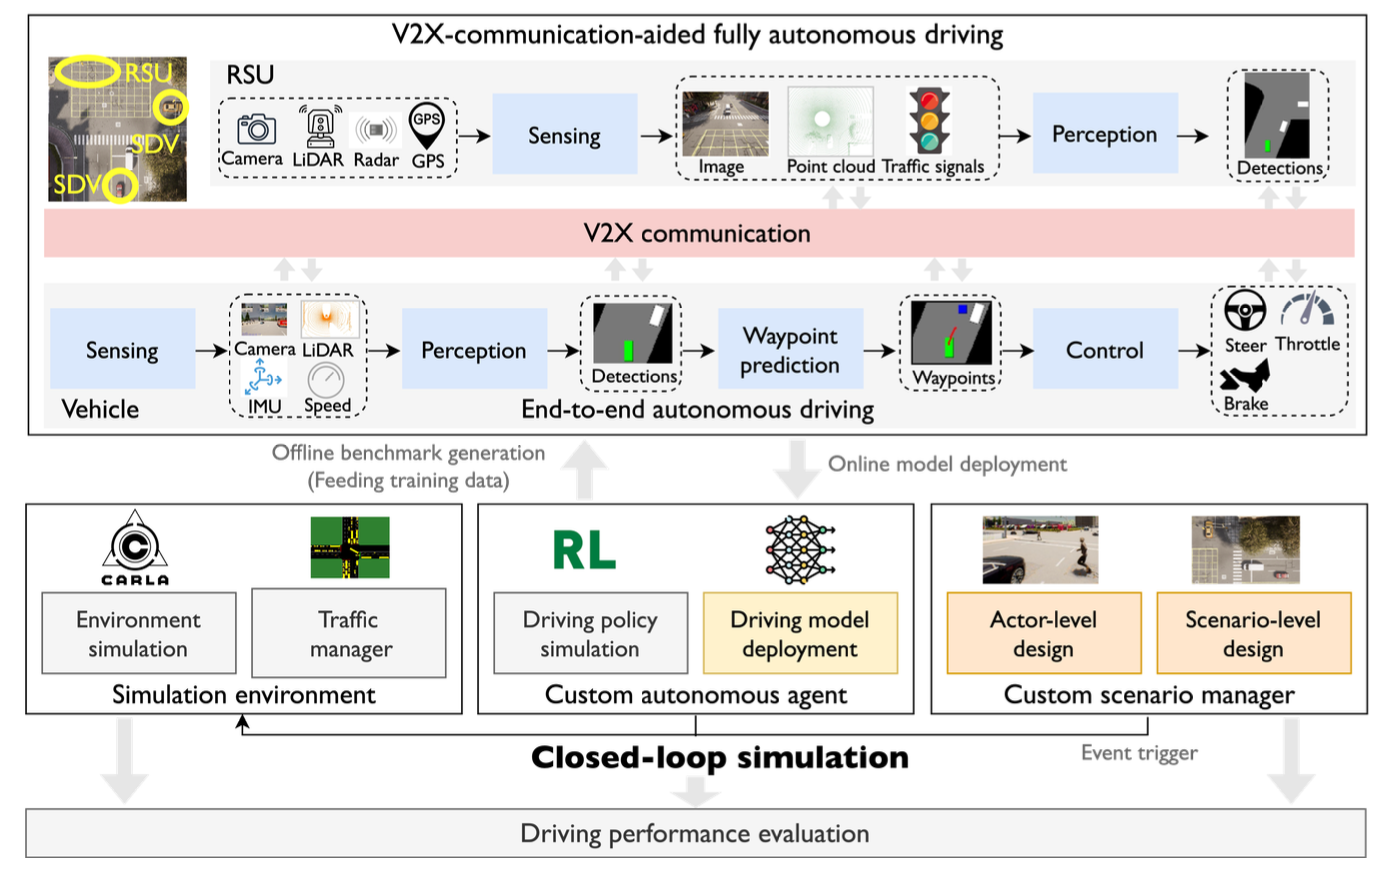 V2X-communication-aided fully autonomous driving
RSU
SDV
SDV
RSU
Camera
LiDAR
Radar
GPS
GPS
Sensing
Image
Point cloud
Traffic signals
Perception
Detections
V2X communication
Sensing
Vehicle
Camera
LiDAR
IMU
Speed
Perception
Detections
Waypoint
prediction
Waypoints
Control
Steer
Throttle
Brake
End-to-end autonomous driving
Offline benchmark generation
(Feeding training data)
Online model deployment
CARLA
Environment
simulation
Traffic
manager
Simulation environment
RL
Driving policy
simulation
Driving model
deployment
Custom autonomous agent
Actor-level
design
Scenario-level
design
Custom scenario manager
Closed-loop simulation
Event trigger
Driving performance evaluation